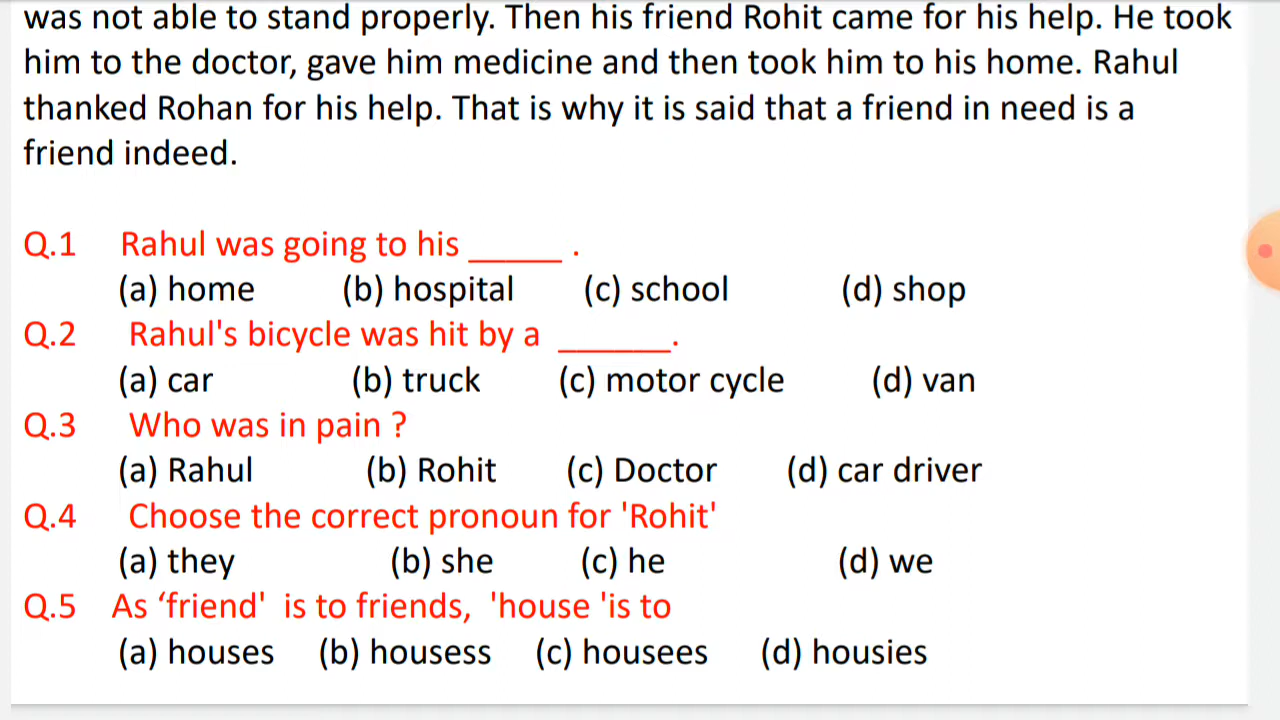 was not able to stand properly. Then his friend Rohit came for his help. He took
him to the doctor, gave him medicine and then took him to his home. Rahul
thanked Rohan for his help. That is why it is said that a friend in need is a
friend indeed.
Q.1 Rahul was going to his ______ .
(a) home (b) hospital (c) school (d) shop
Q.2 Rahul's bicycle was hit by a _______.
(a) car (b) truck (c) motor cycle (d) van
Q.3 Who was in pain ?
(a) Rahul (b) Rohit (c) Doctor (d) car driver
Q.4 Choose the correct pronoun for 'Rohit'
(a) they (b) she (c) he (d) we
Q.5 As ‘friend' is to friends, 'house 'is to
(a) houses (b) housess (c) housees (d) housies